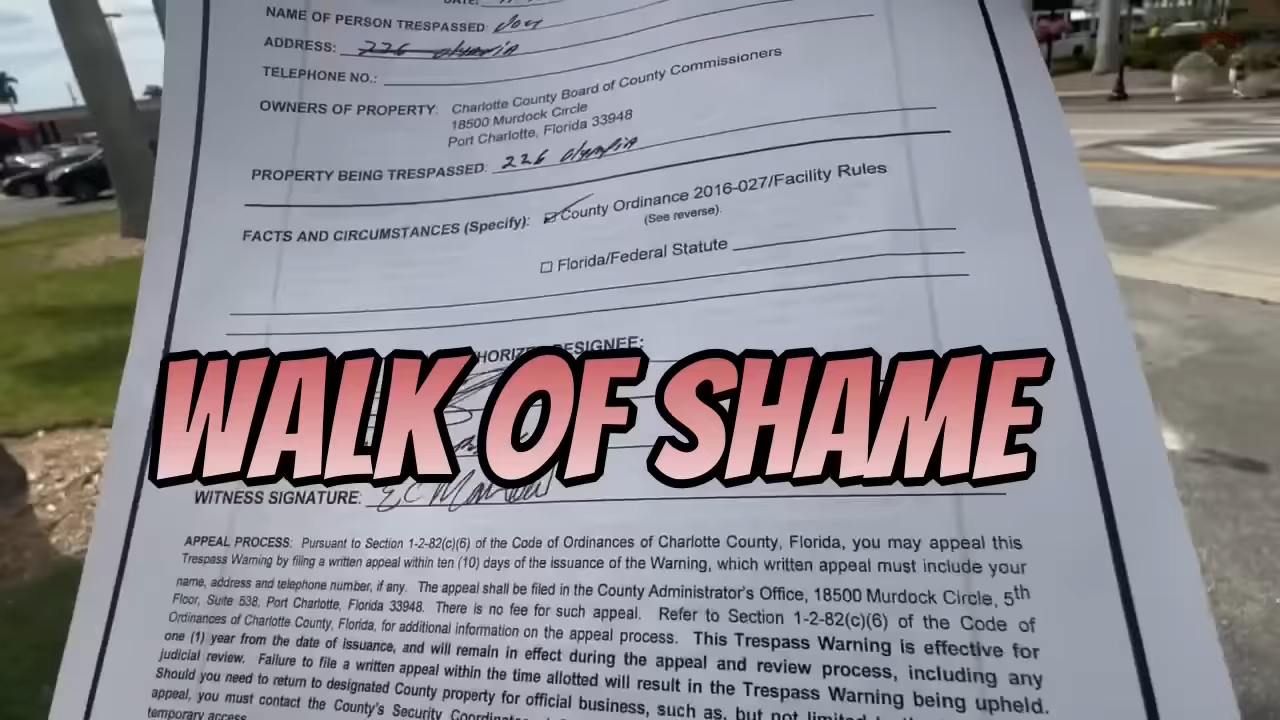 DATE:
NAME OF PERSON TRESPASSED: Joey
ADDRESS: 226 Olympia
TELEPHONE NO.:
OWNERS OF PROPERTY: Charlotte County Board of County Commissioners
18500 Murdock Circle
Port Charlotte, Florida 33948
PROPERTY BEING TRESPASSED: 226 Olympia
FACTS AND CIRCUMSTANCES (Specify): County Ordinance 2016-027/Facility Rules
(See reverse).
☐ Florida/Federal Statute
DESIGNEE:
WALK OF SHAME
WITNESS SIGNATURE:
APPEAL PROCESS: Pursuant to Section 1-2-82(c)(6) of the Code of Ordinances of Charlotte County, Florida, you may appeal this
Trespass Warning by filing a written appeal within ten (10) days of the issuance of the Warning, which written appeal must include your
name, address and telephone number, if any. The appeal shall be filed in the County Administrator's Office, 18500 Murdock Circle, 5th
Floor, Suite 538, Port Charlotte, Florida 33948. There is no fee for such appeal. Refer to Section 1-2-82(c)(6) of the Code of
Ordinances of Charlotte County, Florida, for additional information on the appeal process. This Trespass Warning is effective for
one (1) year from the date of issuance, and will remain in effect during the appeal and review process, including any
judicial review. Failure to file a written appeal within the time allotted will result in the Trespass Warning being upheld.
Should you need to return to designated County property for official business, such as, but not limited
appeal, you must contact the County's Security
temporary access